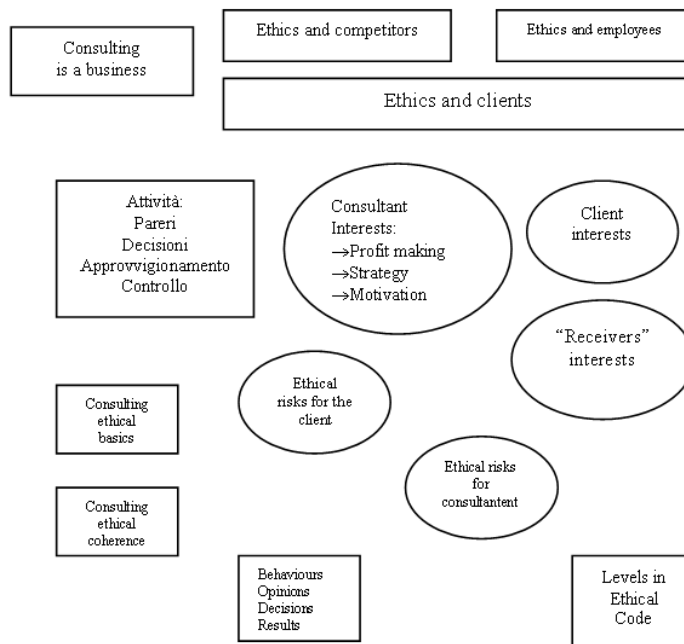 Consulting
is a business
Ethics and competitors
Ethics and employees
Ethics and clients
Attività:
Pareri
Decisioni
Approvvigionamento
Controllo
Consultant
Interests:
→Profit making
→Strategy
→Motivation
Client
interests
“Receivers”
interests
Ethical
risks for the
client
Consulting
ethical
basics
Ethical risks
for
consultantent
Consulting
ethical
coherence
Behaviours
Opinions
Decisions
Results
Levels in
Ethical
Code